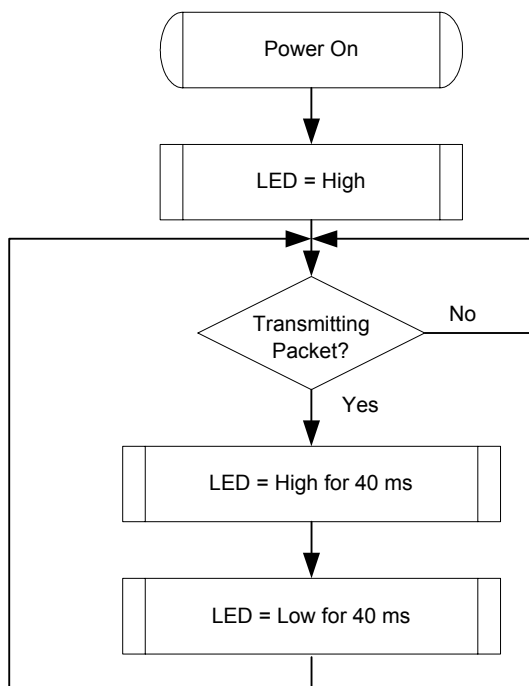 Power On
LED = High
Transmitting
Packet?
No
Yes
LED = High for 40 ms
LED = Low for 40 ms